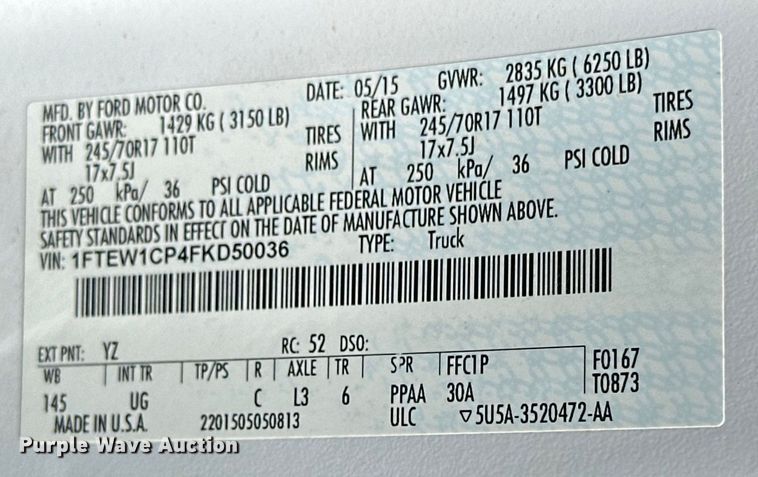 MFD. BY FORD MOTOR CO. DATE: 05/15 GVWR: 2835 KG ( 6250 LB)
FRONT GAWR: 1429 KG ( 3150 LB) REAR GAWR: 1497 KG ( 3300 LB)
WITH 245/70R17 110T TIRES WITH 245/70R17 110T TIRES
17x7.5J RIMS 17x7.5J RIMS
AT 250 kPa/ 36 PSI COLD AT 250 kPa/ 36 PSI COLD
THIS VEHICLE CONFORMS TO ALL APPLICABLE FEDERAL MOTOR VEHICLE
SAFETY STANDARDS IN EFFECT ON THE DATE OF MANUFACTURE SHOWN ABOVE.
VIN: 1FTEW1CP4FKD50036 TYPE: Truck
EXT PNT: YZ RC: 52 DSO:
WB INT TR TP/PS R AXLE TR SPR FFC1P F0167
145 UG C L3 6 PPAA 30A T0873
MADE IN U.S.A. 2201505050813 ULC ▽5U5A-3520472-AA
Purple Wave Auction